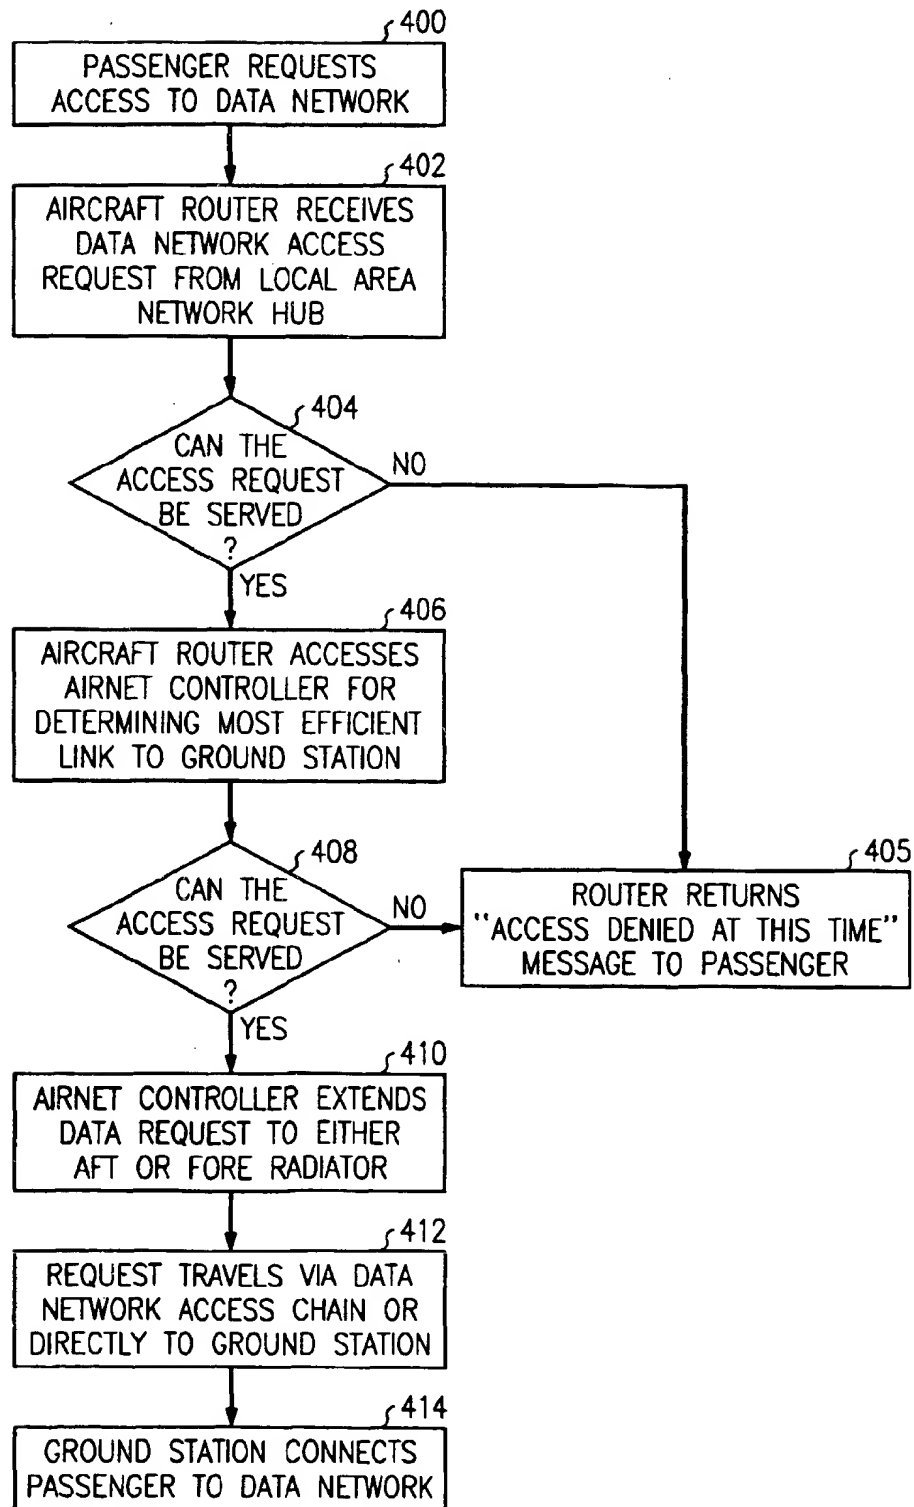 400
PASSENGER REQUESTS
ACCESS TO DATA NETWORK
402
AIRCRAFT ROUTER RECEIVES
DATA NETWORK ACCESS
REQUEST FROM LOCAL AREA
NETWORK HUB
404
CAN THE
ACCESS REQUEST
BE SERVED
?
NO
YES
406
AIRCRAFT ROUTER ACCESSES
AIRNET CONTROLLER FOR
DETERMINING MOST EFFICIENT
LINK TO GROUND STATION
408
CAN THE
ACCESS REQUEST
BE SERVED
?
NO
405
ROUTER RETURNS
"ACCESS DENIED AT THIS TIME"
MESSAGE TO PASSENGER
YES
410
AIRNET CONTROLLER EXTENDS
DATA REQUEST TO EITHER
AFT OR FORE RADIATOR
412
REQUEST TRAVELS VIA DATA
NETWORK ACCESS CHAIN OR
DIRECTLY TO GROUND STATION
414
GROUND STATION CONNECTS
PASSENGER TO DATA NETWORK